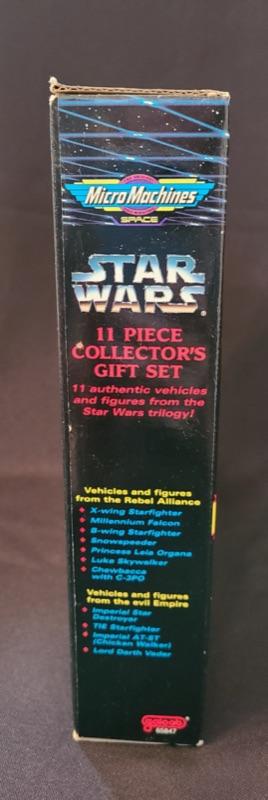 MicroMachines
SPACE
STAR
WARS®
11 PIECE
COLLECTOR'S
GIFT SET
11 authentic vehicles
and figures from the
Star Wars trilogy!
Vehicles and figures
from the Rebel Alliance
X-wing Starfighter
Millennium Falcon
B-wing Starfighter
Snowspeeder
Princess Leia Organa
Luke Skywalker
Chewbacca
with C-3PO
Vehicles and figures
from the evil Empire
Imperial Star
Destroyer
TIE Starfighter
Imperial AT-ST
(Chicken Walker)
Lord Darth Vader
galoob®
65847